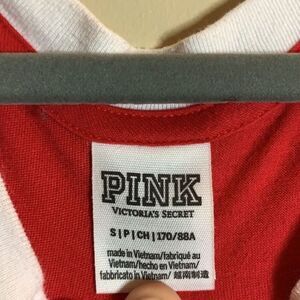 PINK
VICTORIA'S SECRET
S|P|CH|170/88A
made in Vietnam/fabriqué au
Vietnam/hecho en Vietnam/
fabbricato in Vietnam/ 越南制造